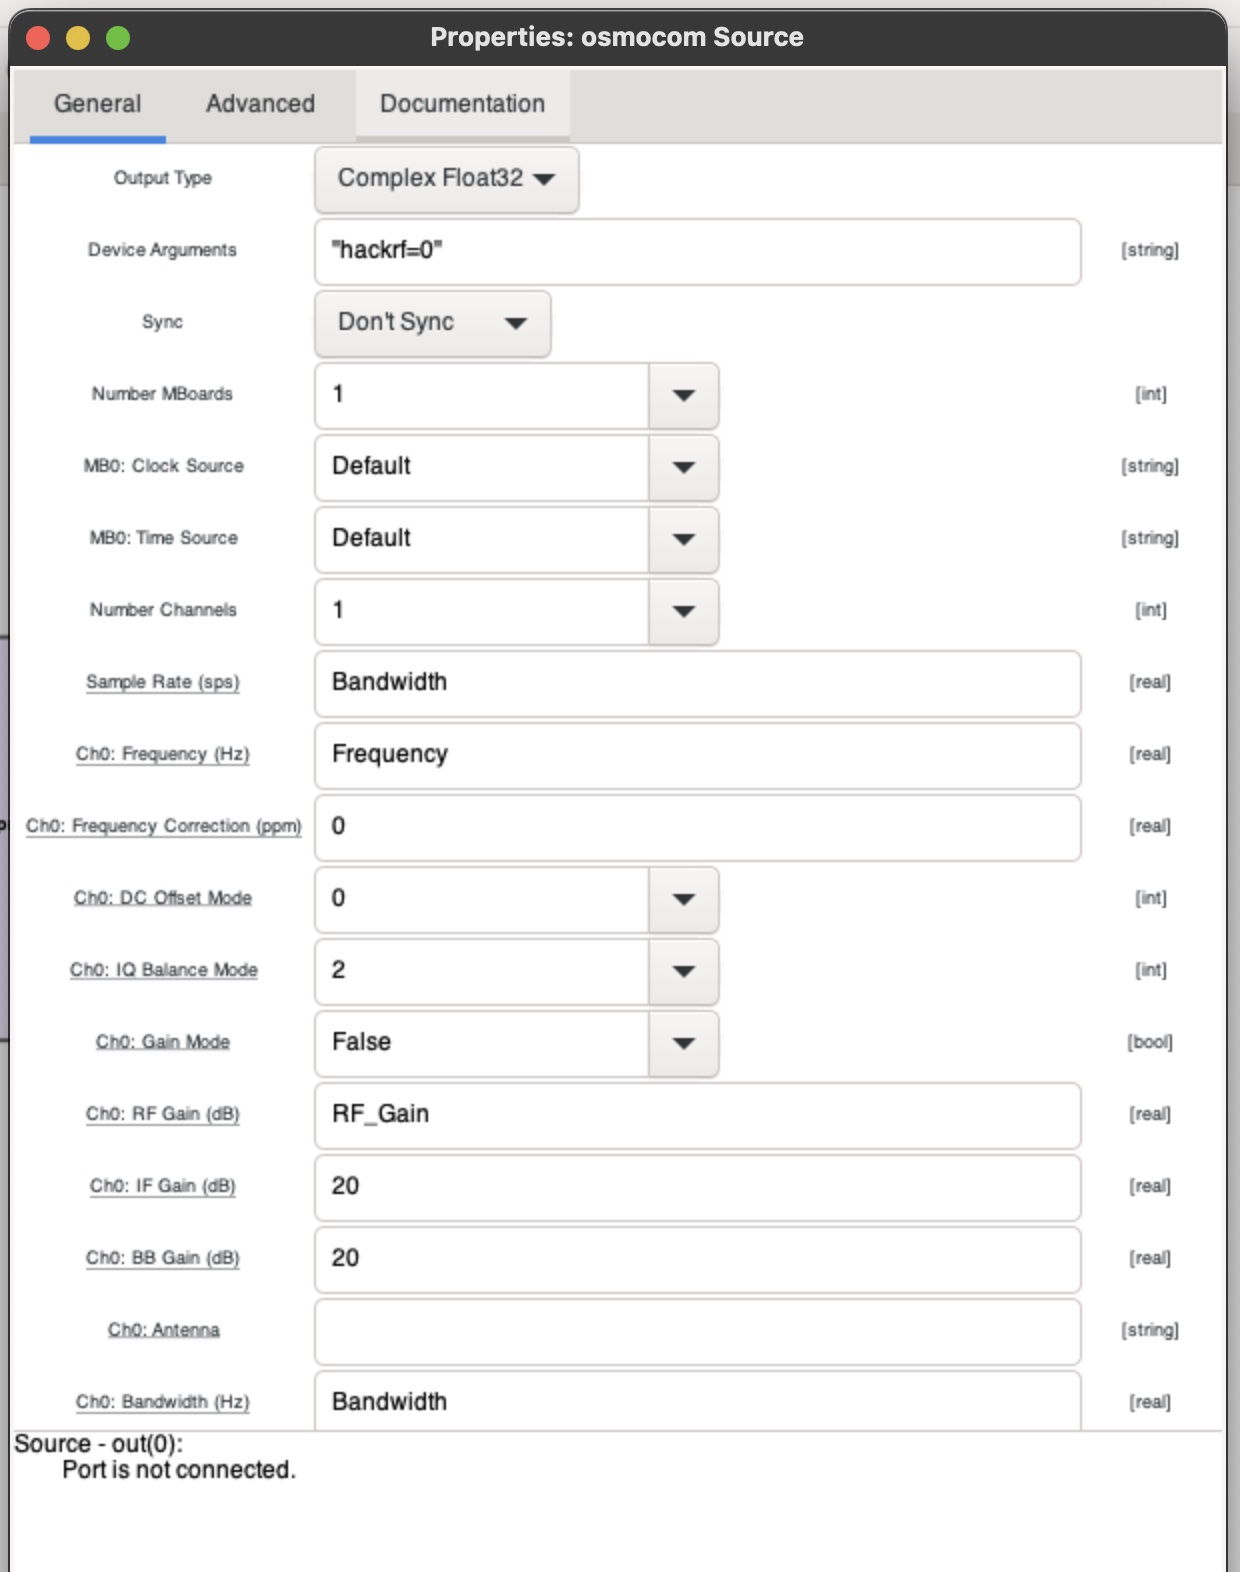 Properties: osmocom Source
General Advanced Documentation
Output Type Complex Float32
Device Arguments "hackrf=0" [string]
Sync Don't Sync
Number MBoards 1 [int]
MB0: Clock Source Default [string]
MB0: Time Source Default [string]
Number Channels 1 [int]
Sample Rate (sps) Bandwidth [real]
Ch0: Frequency (Hz) Frequency [real]
Ch0: Frequency Correction (ppm) 0 [real]
Ch0: DC Offset Mode 0 [int]
Ch0: IQ Balance Mode 2 [int]
Ch0: Gain Mode False [bool]
Ch0: RF Gain (dB) RF_Gain [real]
Ch0: IF Gain (dB) 20 [real]
Ch0: BB Gain (dB) 20 [real]
Ch0: Antenna [string]
Ch0: Bandwidth (Hz) Bandwidth [real]
Source - out(0):
Port is not connected.